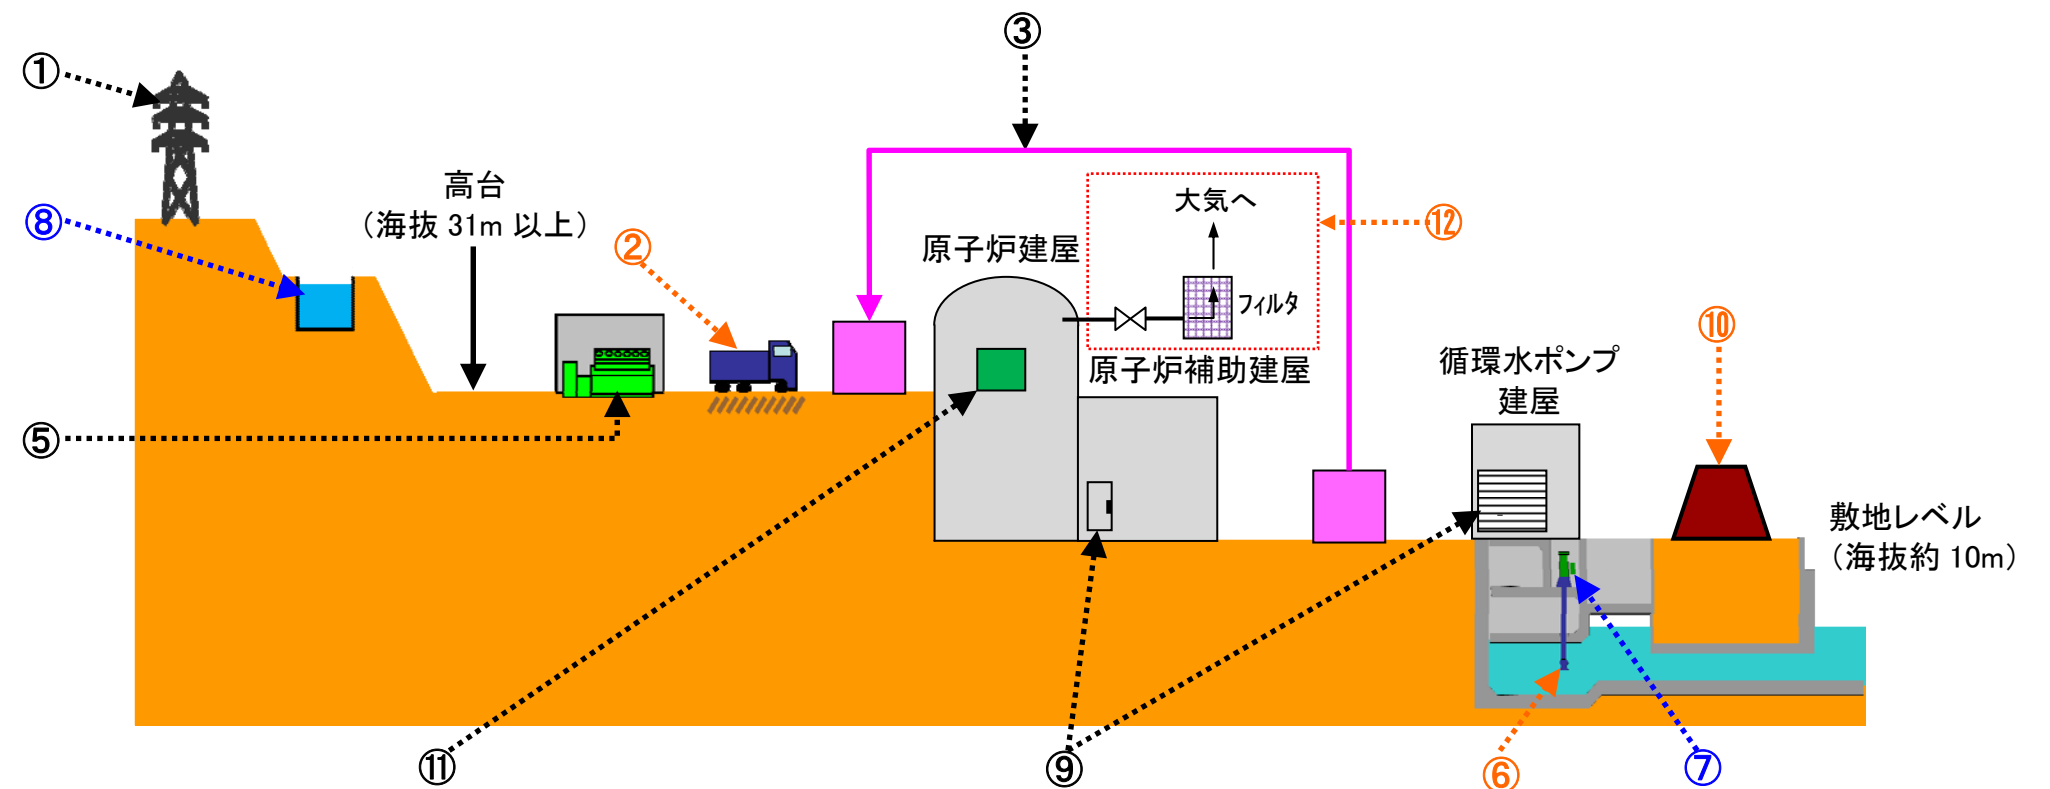 ③
①
高台
（海抜 31m 以上）
⑧
②
大気へ
⑫
原子炉建屋
フィルタ
⑩
原子炉補助建屋
循環水ポンプ
建屋
⑤
敷地レベル
（海抜約 10m）
⑪
⑨
⑥
⑦